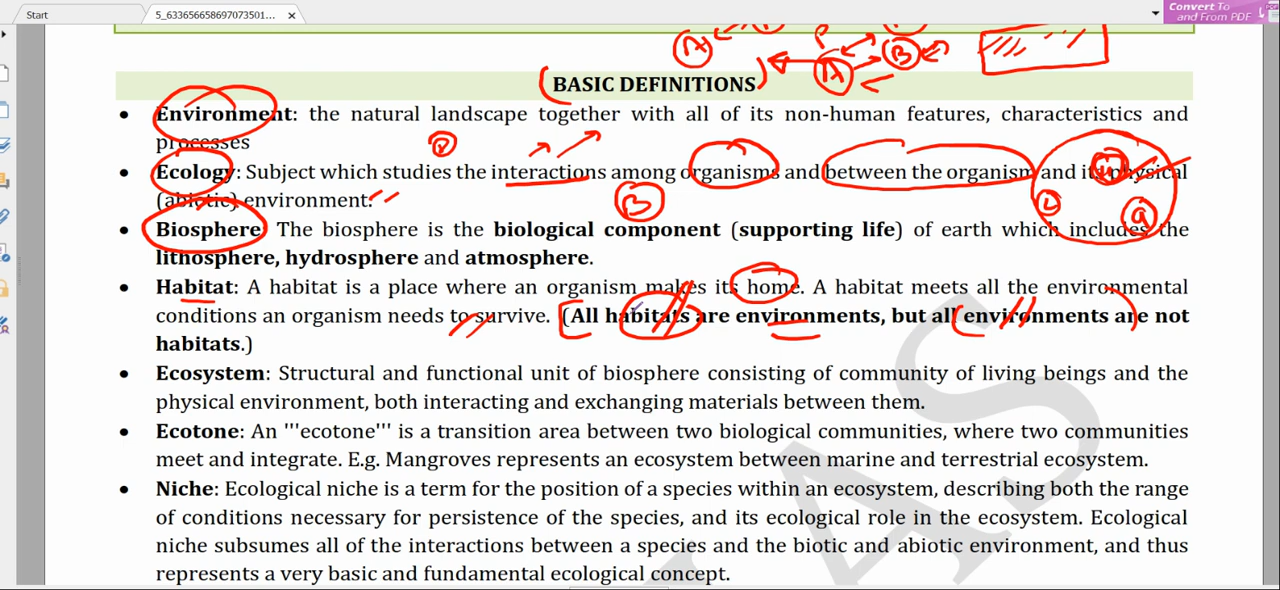 Start
5_633656658697073501...
×
Convert To
and From PDF
A
P
A
B
BASIC DEFINITIONS
• Environment: the natural landscape together with all of its non-human features, characteristics and
processes
• Ecology: Subject which studies the interactions among organisms and between the organism and its physical
(abiotic) environment.
B
• Biosphere: The biosphere is the biological component (supporting life) of earth which includes the
lithosphere, hydrosphere and atmosphere.
• Habitat: A habitat is a place where an organism makes its home. A habitat meets all the environmental
conditions an organism needs to survive. (All habitats are environments, but all environments are not
habitats.)
• Ecosystem: Structural and functional unit of biosphere consisting of community of living beings and the
physical environment, both interacting and exchanging materials between them.
• Ecotone: An '''ecotone''' is a transition area between two biological communities, where two communities
meet and integrate. E.g. Mangroves represents an ecosystem between marine and terrestrial ecosystem.
• Niche: Ecological niche is a term for the position of a species within an ecosystem, describing both the range
of conditions necessary for persistence of the species, and its ecological role in the ecosystem. Ecological
niche subsumes all of the interactions between a species and the biotic and abiotic environment, and thus
represents a very basic and fundamental ecological concept.
AS